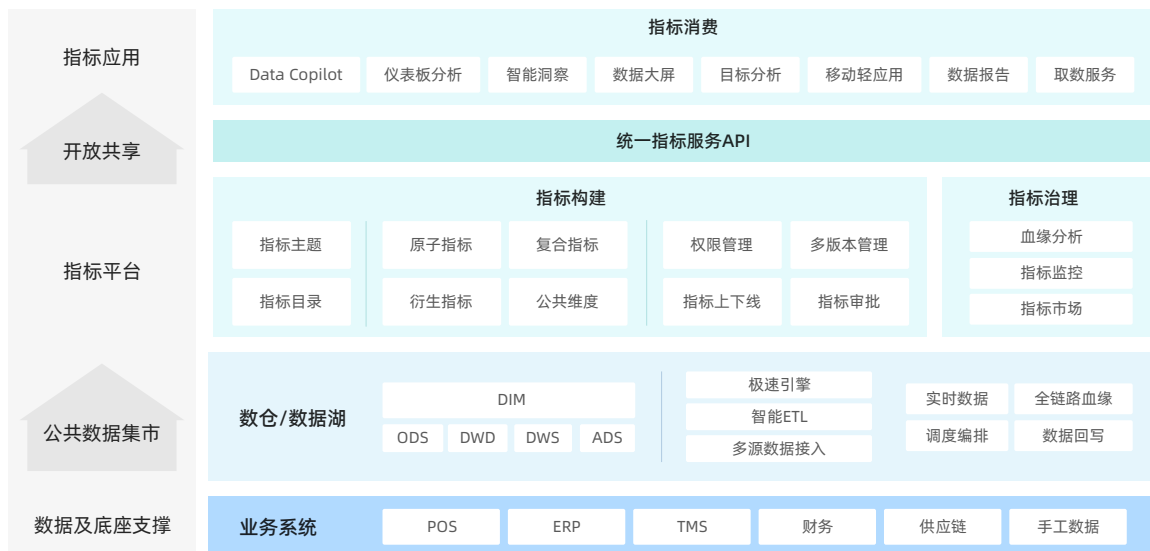 指标应用
开放共享
指标平台
公共数据集市
数据及底座支撑
指标消费
Data Copilot 仪表板分析 智能洞察 数据大屏 目标分析 移动轻应用 数据报告 取数服务
统一指标服务API
指标构建
指标主题 原子指标 复合指标 权限管理 多版本管理
指标目录 衍生指标 公共维度 指标上下线 指标审批
指标治理
血缘分析
指标监控
指标市场
数仓/数据湖
DIM
ODS DWD DWS ADS
极速引擎
智能ETL
多源数据接入
实时数据 全链路血缘
调度编排 数据回写
业务系统
POS ERP TMS 财务 供应链 手工数据